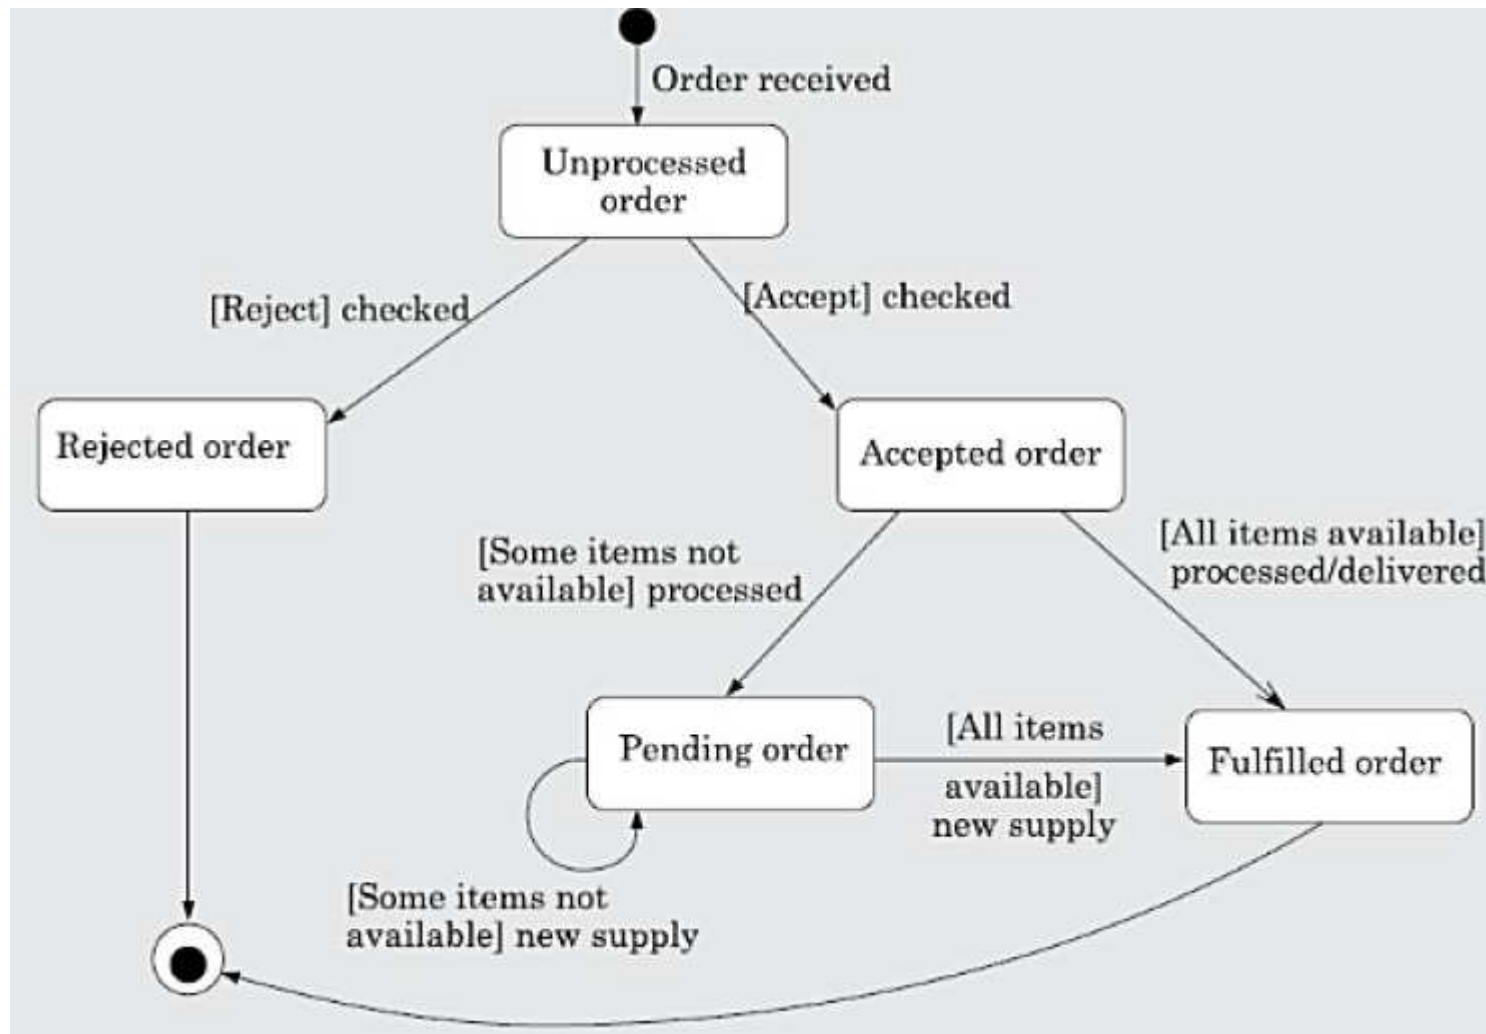 Order received
Unprocessed
order
[Reject] checked
[Accept] checked
Rejected order
Accepted order
[Some items not
available] processed
[All items available]
processed/delivered
Pending order
[All items
available]
new supply
Fulfilled order
[Some items not
available] new supply